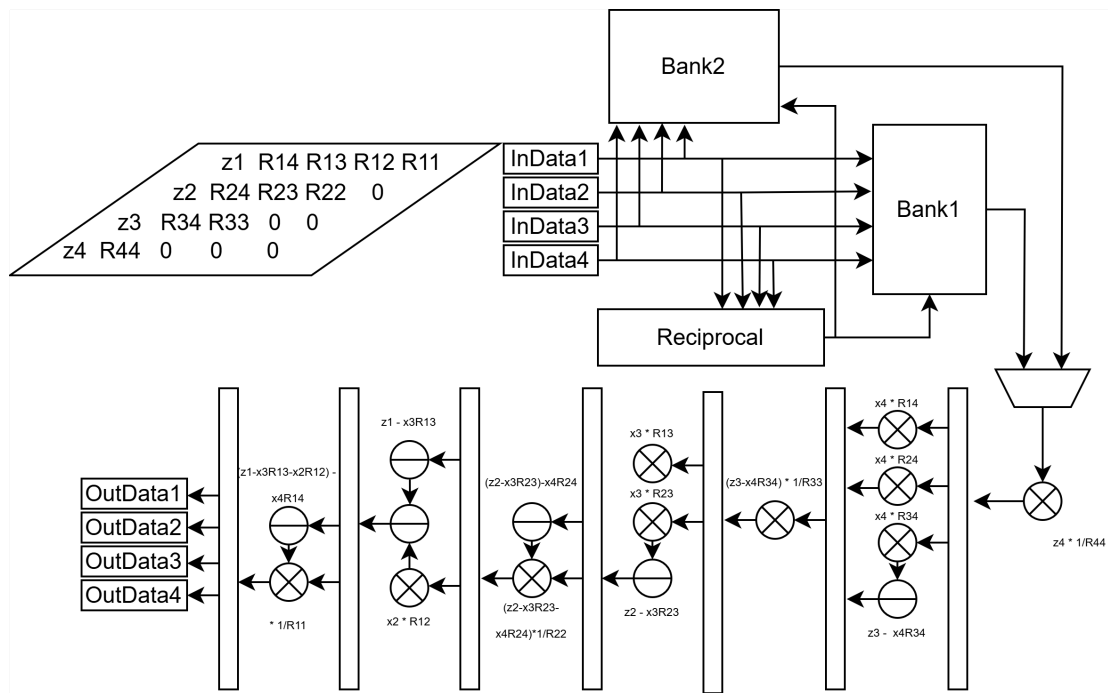 Bank2
z1 R14 R13 R12 R11
z2 R24 R23 R22 0
z3 R34 R33 0 0
z4 R44 0 0 0
InData1
InData2
InData3
InData4
Bank1
Reciprocal
x4 * R14
x4 * R24
x4 * R34
z3 - x4R34
z4 * 1/R44
(z3-x4R34) * 1/R33
x3 * R13
x3 * R23
z2 - x3R23
(z2-x3R23)-x4R24
(z2-x3R23-
x4R24)*1/R22
z1 - x3R13
x2 * R12
(z1-x3R13-x2R12) -
x4R14
* 1/R11
OutData1
OutData2
OutData3
OutData4